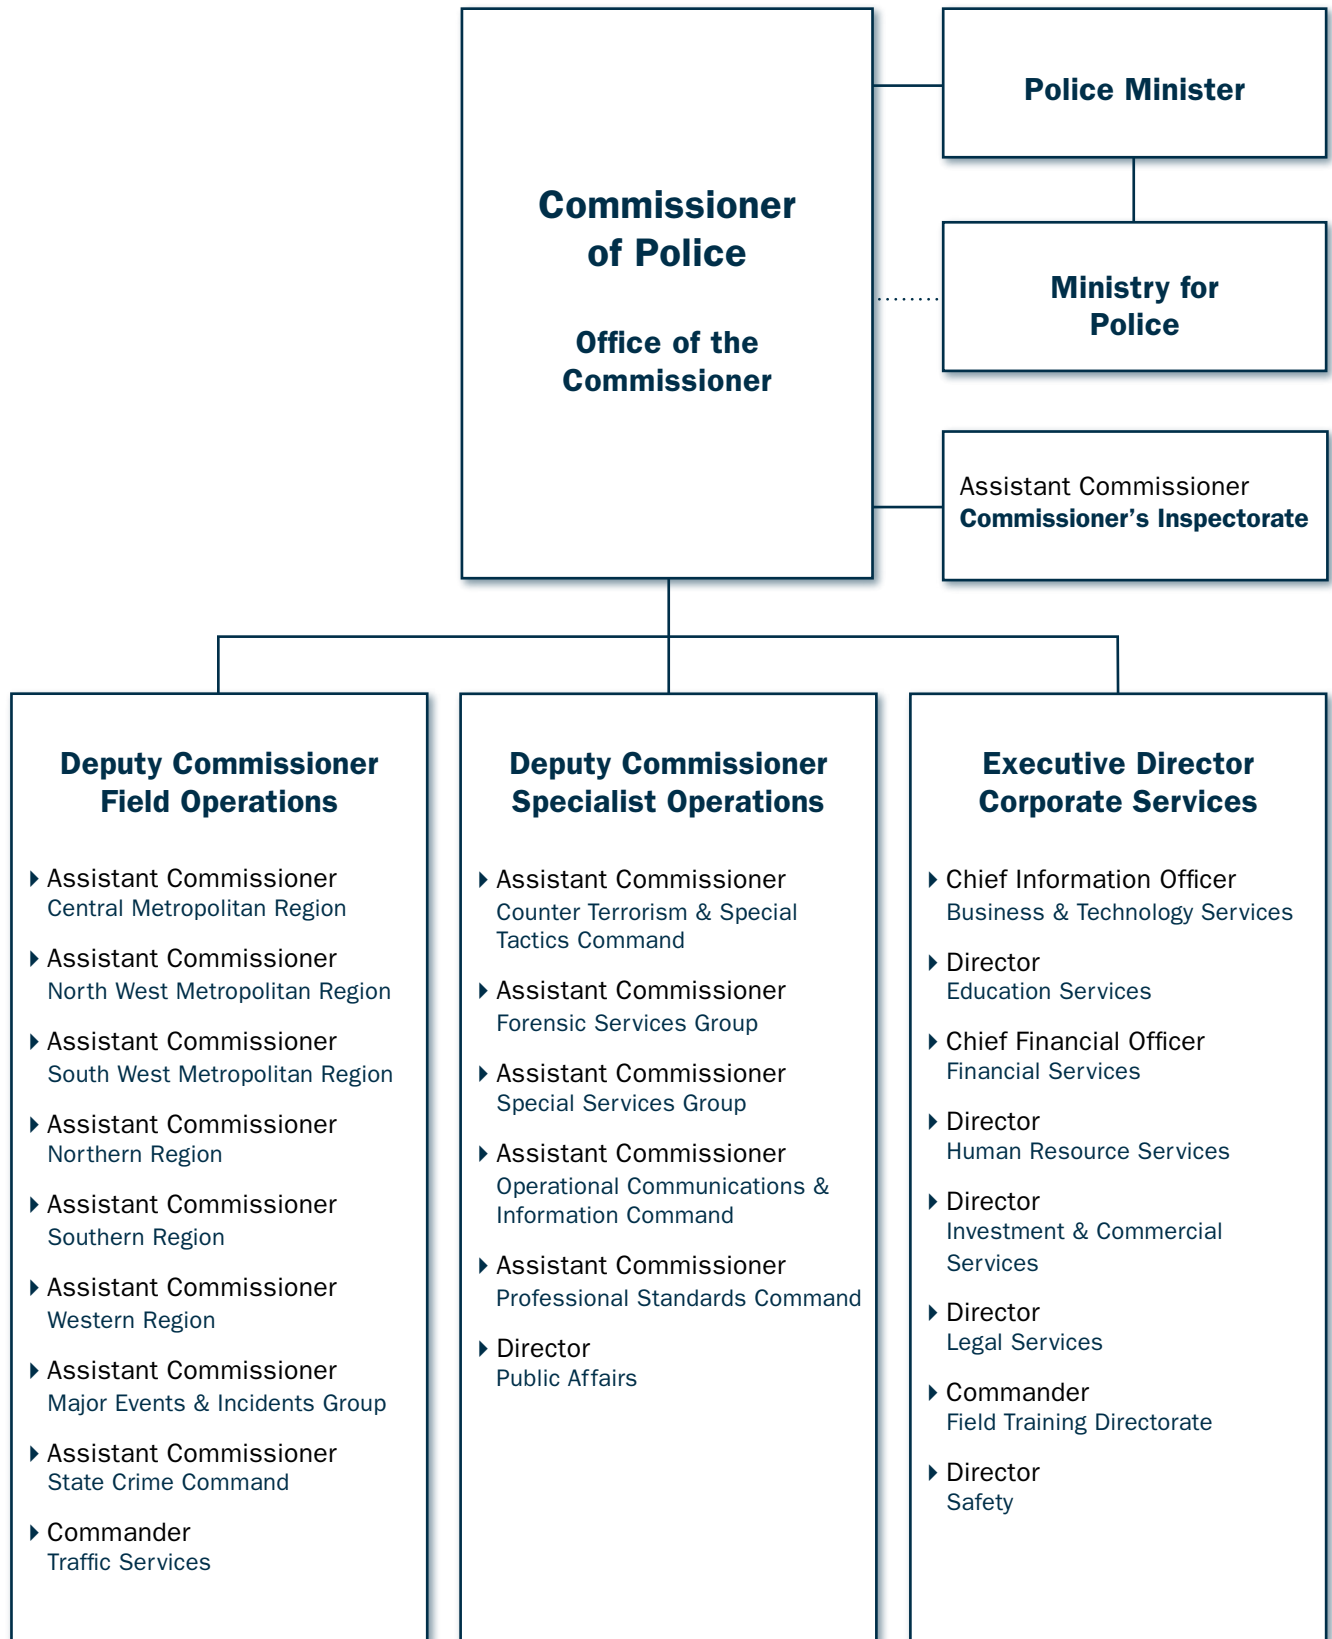 Commissioner
of Police
Office of the
Commissioner
Police Minister
Ministry for
Police
Assistant Commissioner
Commissioner’s Inspectorate
Deputy Commissioner
Field Operations
Assistant Commissioner
Central Metropolitan Region
Assistant Commissioner
North West Metropolitan Region
Assistant Commissioner
South West Metropolitan Region
Assistant Commissioner
Northern Region
Assistant Commissioner
Southern Region
Assistant Commissioner
Western Region
Assistant Commissioner
Major Events & Incidents Group
Assistant Commissioner
State Crime Command
Commander
Traffic Services
Deputy Commissioner
Specialist Operations
Assistant Commissioner
Counter Terrorism & Special
Tactics Command
Assistant Commissioner
Forensic Services Group
Assistant Commissioner
Special Services Group
Assistant Commissioner
Operational Communications &
Information Command
Assistant Commissioner
Professional Standards Command
Director
Public Affairs
Executive Director
Corporate Services
Chief Information Officer
Business & Technology Services
Director
Education Services
Chief Financial Officer
Financial Services
Director
Human Resource Services
Director
Investment & Commercial
Services
Director
Legal Services
Commander
Field Training Directorate
Director
Safety